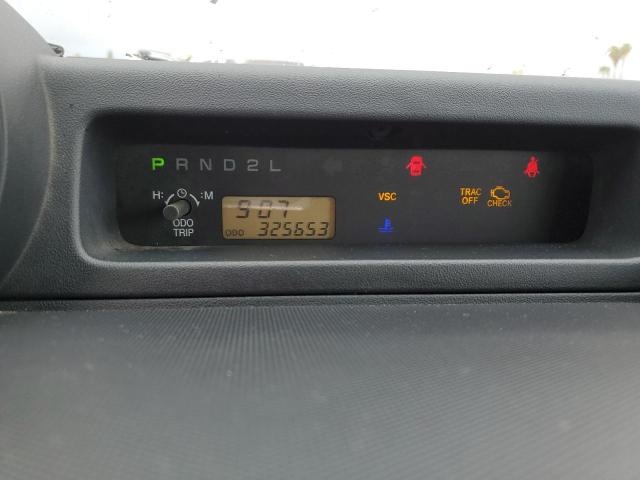 P R N D 2 L
H: :M
ODO
TRIP
9:07
ODO 325653
VSC
TRAC
OFF
CHECK